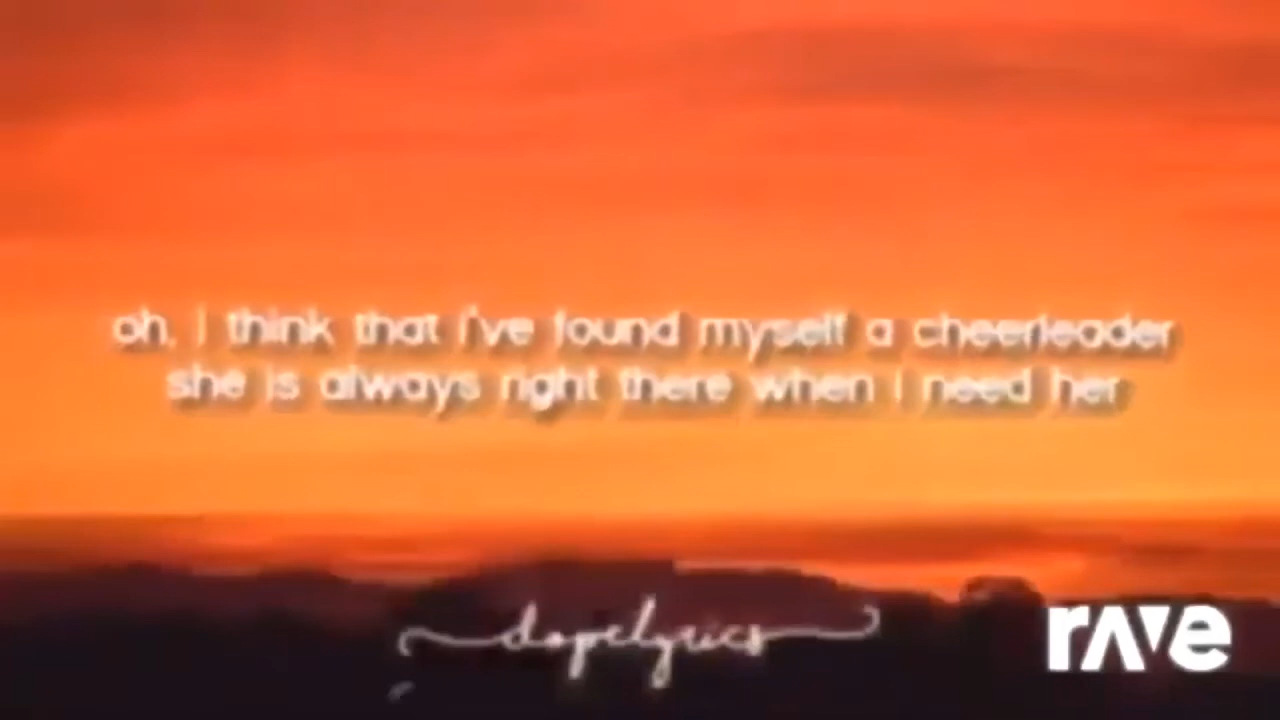 oh, i think that i've found myself a cheerleader
she is always right there when i need her
dopelyrics
rave